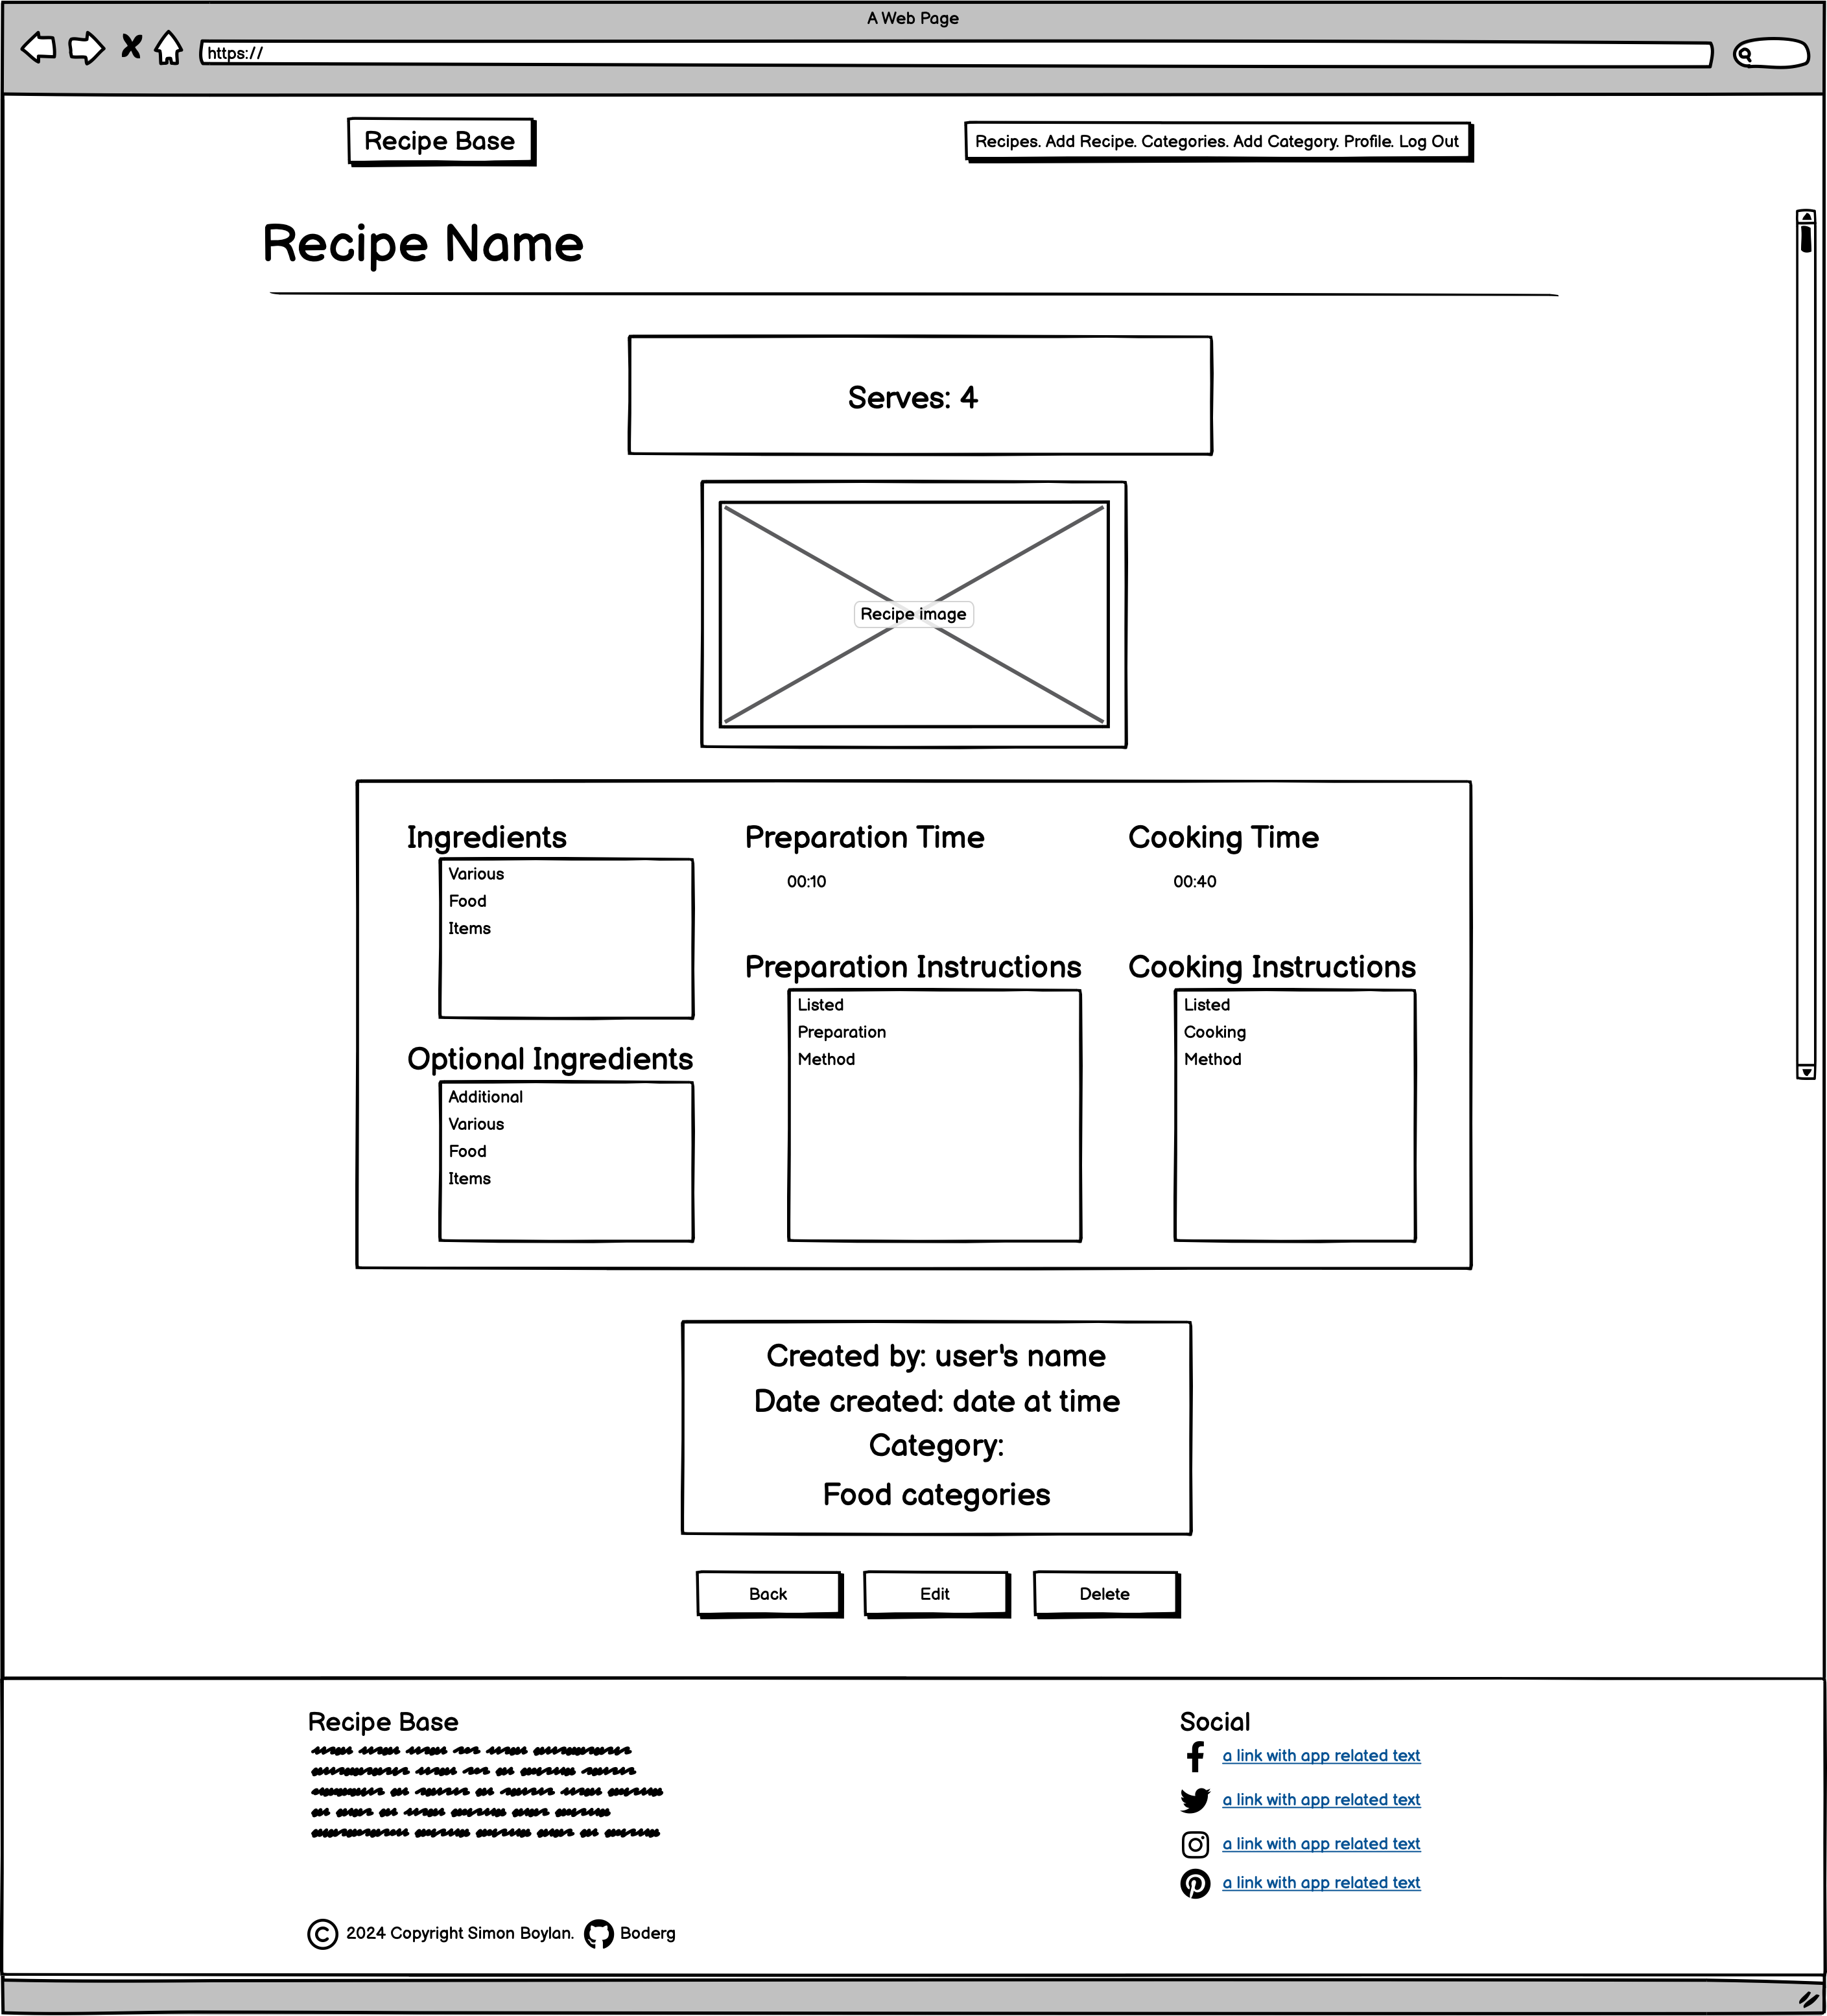 A Web Page
https://
Recipe Base
Recipes. Add Recipe. Categories. Add Category. Profile. Log Out
Recipe Name
Serves: 4
Recipe image
Ingredients
Various
Food
Items
Optional Ingredients
Additional
Various
Food
Items
Preparation Time
00:10
Preparation Instructions
Listed
Preparation
Method
Cooking Time
00:40
Cooking Instructions
Listed
Cooking
Method
Created by: user's name
Date created: date at time
Category:
Food categories
Back
Edit
Delete
Recipe Base
Social
a link with app related text
a link with app related text
a link with app related text
a link with app related text
© 2024 Copyright Simon Boylan. Boderg